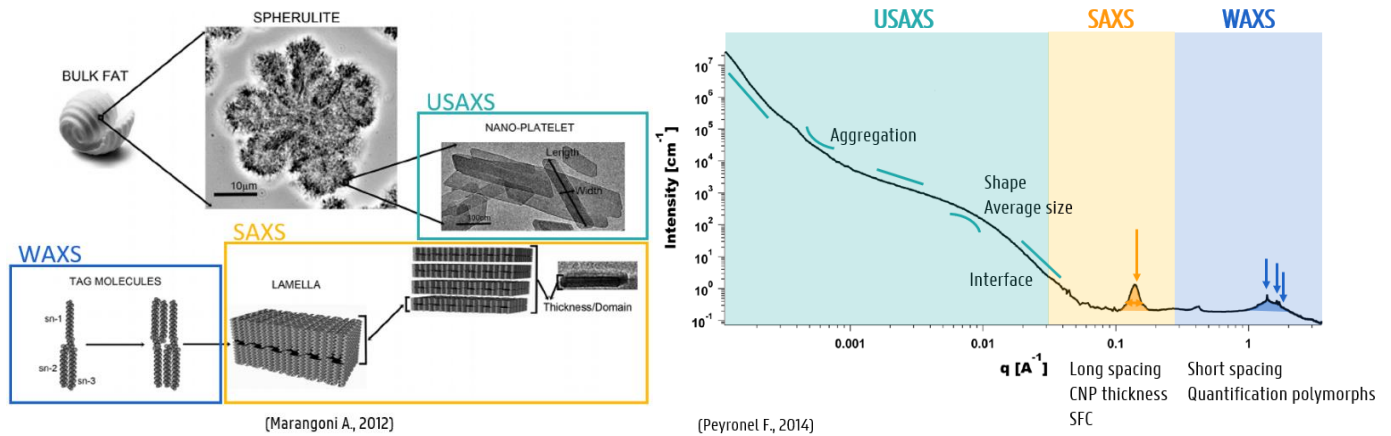 SPHERULITE
BULK FAT
10µm
USAXS
NANO-PLATELET
Length
Width
SAXS
WAXS
TAG MOLECULES
sn-1
sn-2
sn-3
LAMELLA
Thickness/Domain
(Marangoni A., 2012)
USAXS
SAXS
WAXS
Intensity [cm⁻¹]
10⁷
10⁶
10⁵
10⁴
10³
10²
10¹
10⁰
10⁻¹
Aggregation
Shape
Average size
Interface
0.001
0.01
0.1
1
q [A⁻¹]
Long spacing
CNP thickness
SFC
Short spacing
Quantification polymorphs
(Peyronel F., 2014)